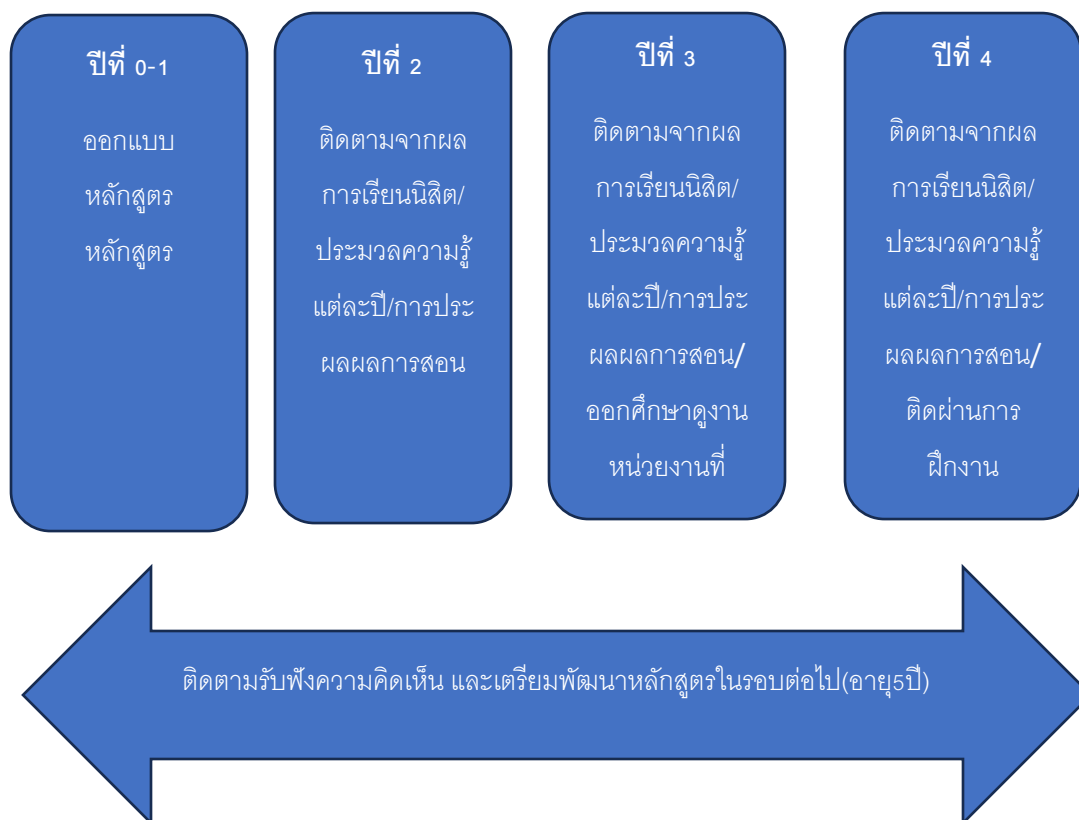 ปีที่ 0-1
ออกแบบ
หลักสูตร
หลักสูตร
ปีที่ 2
ติดตามจากผล
การเรียนนิสิต/
ประมวลความรู้
แต่ละปี/การประ
ผลผลการสอน
ปีที่ 3
ติดตามจากผล
การเรียนนิสิต/
ประมวลความรู้
แต่ละปี/การประ
ผลผลการสอน/
ออกศึกษาดูงาน
หน่วยงานที่
ปีที่ 4
ติดตามจากผล
การเรียนนิสิต/
ประมวลความรู้
แต่ละปี/การประ
ผลผลการสอน/
ติดผ่านการ
ฝึกงาน
ติดตามรับฟังความคิดเห็น และเตรียมพัฒนาหลักสูตรในรอบต่อไป(อายุ5ปี)